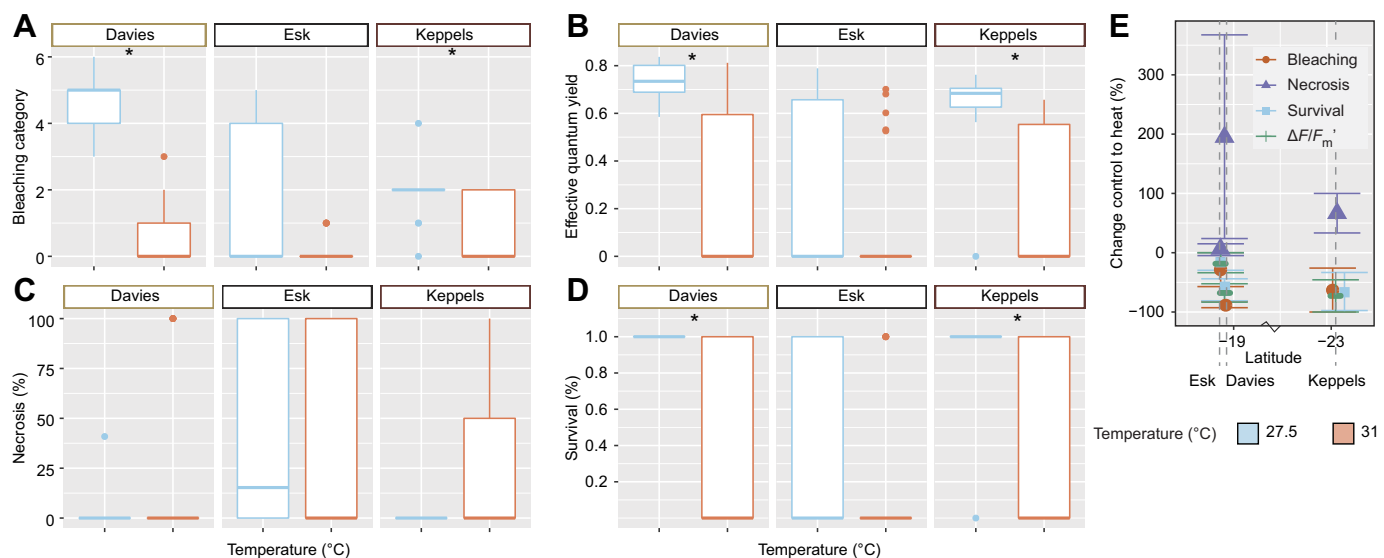 A
Davies
Esk
Keppels
*
*
Bleaching category
6
4
2
0
B
Davies
Esk
Keppels
*
*
Effective quantum yield
0.8
0.6
0.4
0.2
0
C
Davies
Esk
Keppels
Necrosis (%)
100
75
50
25
0
Temperature (°C)
D
Davies
Esk
Keppels
*
*
Survival (%)
1.0
0.8
0.6
0.4
0.2
Temperature (°C)
E
Bleaching
Necrosis
Survival
ΔF/Fm’
Change control to heat (%)
300
200
100
0
−100
−19
−23
Latitude
Esk
Davies
Keppels
Temperature (°C)
27.5
31